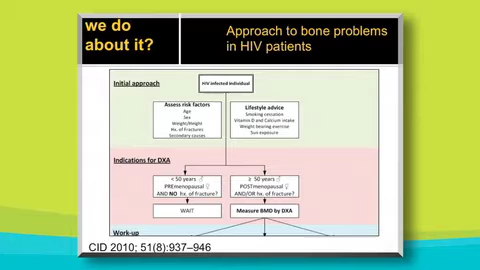 we do
about it?
Approach to bone problems
in HIV patients
Initial approach
HIV infected individual
Assess risk factors
Age
Sex
Weight/Height
Hx. of Fractures
Secondary causes
Lifestyle advice
Smoking cessation
Vitamin D and Calcium intake
Weight bearing exercise
Sun exposure
Indications for DXA
< 50 years ♂
PREmenopausal ♀
AND NO hx. of fracture?
≥ 50 years ♂
POSTmenopausal ♀
AND/OR hx. of fracture?
WAIT
Measure BMD by DXA
Work-up
CID 2010; 51(8):937–946